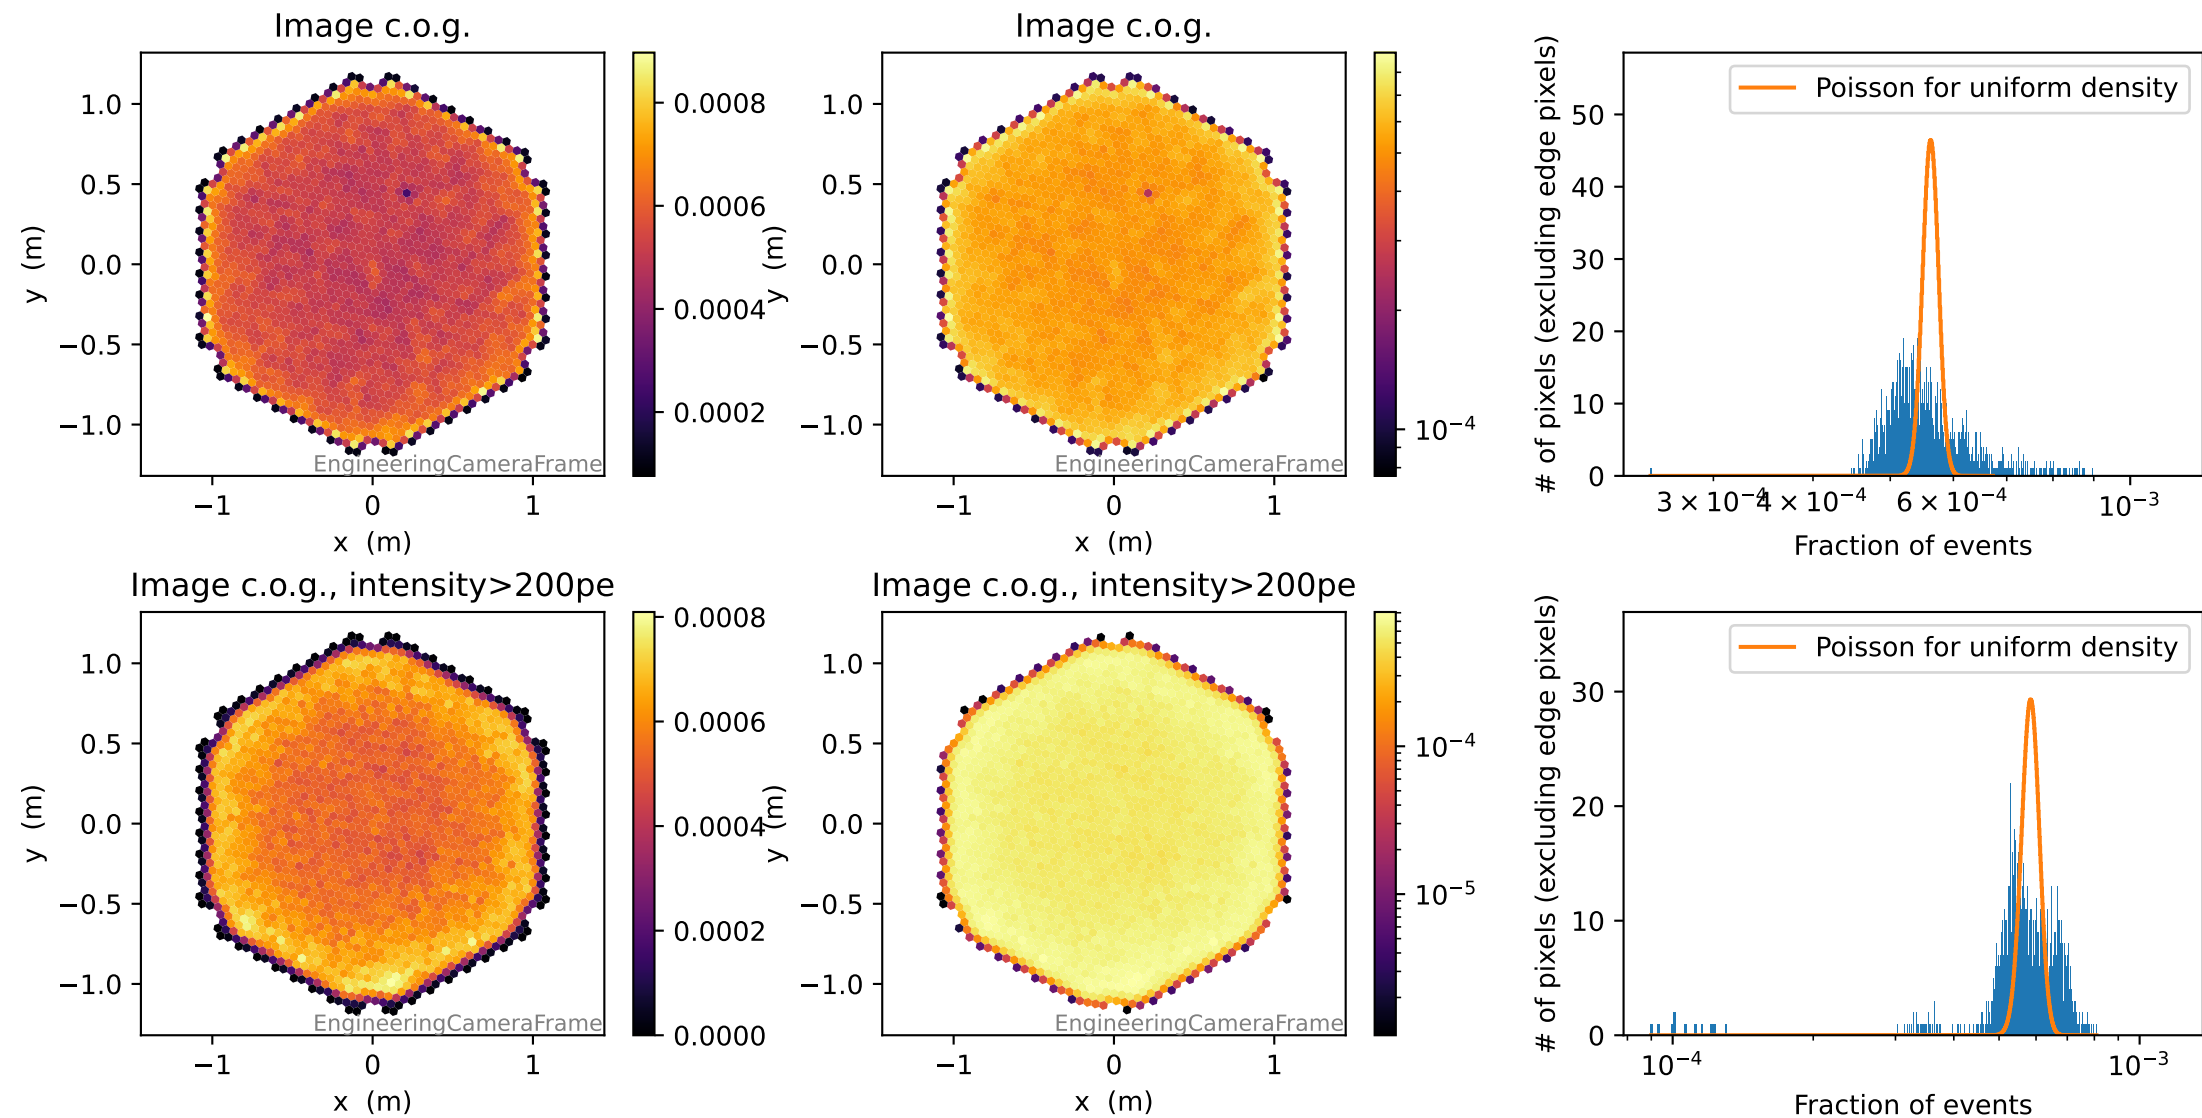 Image c.o.g.
1.0
0.5
0.0
−0.5
−1.0
y (m)
−1
0
1
x (m)
EngineeringCameraFrame
0.0008
0.0006
0.0004
0.0002
Image c.o.g.
1.0
0.5
0.0
−0.5
−1.0
y (m)
−1
0
1
x (m)
EngineeringCameraFrame
10⁻⁴
Poisson for uniform density
50
40
30
20
10
0
# of pixels (excluding edge pixels)
3 × 10⁻⁴
4 × 10⁻⁴
6 × 10⁻⁴
10⁻³
Fraction of events
Image c.o.g., intensity>200pe
1.0
0.5
0.0
−0.5
−1.0
y (m)
−1
0
1
x (m)
EngineeringCameraFrame
0.0008
0.0006
0.0004
0.0002
0.0000
Image c.o.g., intensity>200pe
1.0
0.5
0.0
−0.5
−1.0
y (m)
−1
0
1
x (m)
EngineeringCameraFrame
10⁻⁴
10⁻⁵
Poisson for uniform density
30
20
10
0
# of pixels (excluding edge pixels)
10⁻⁴
10⁻³
Fraction of events